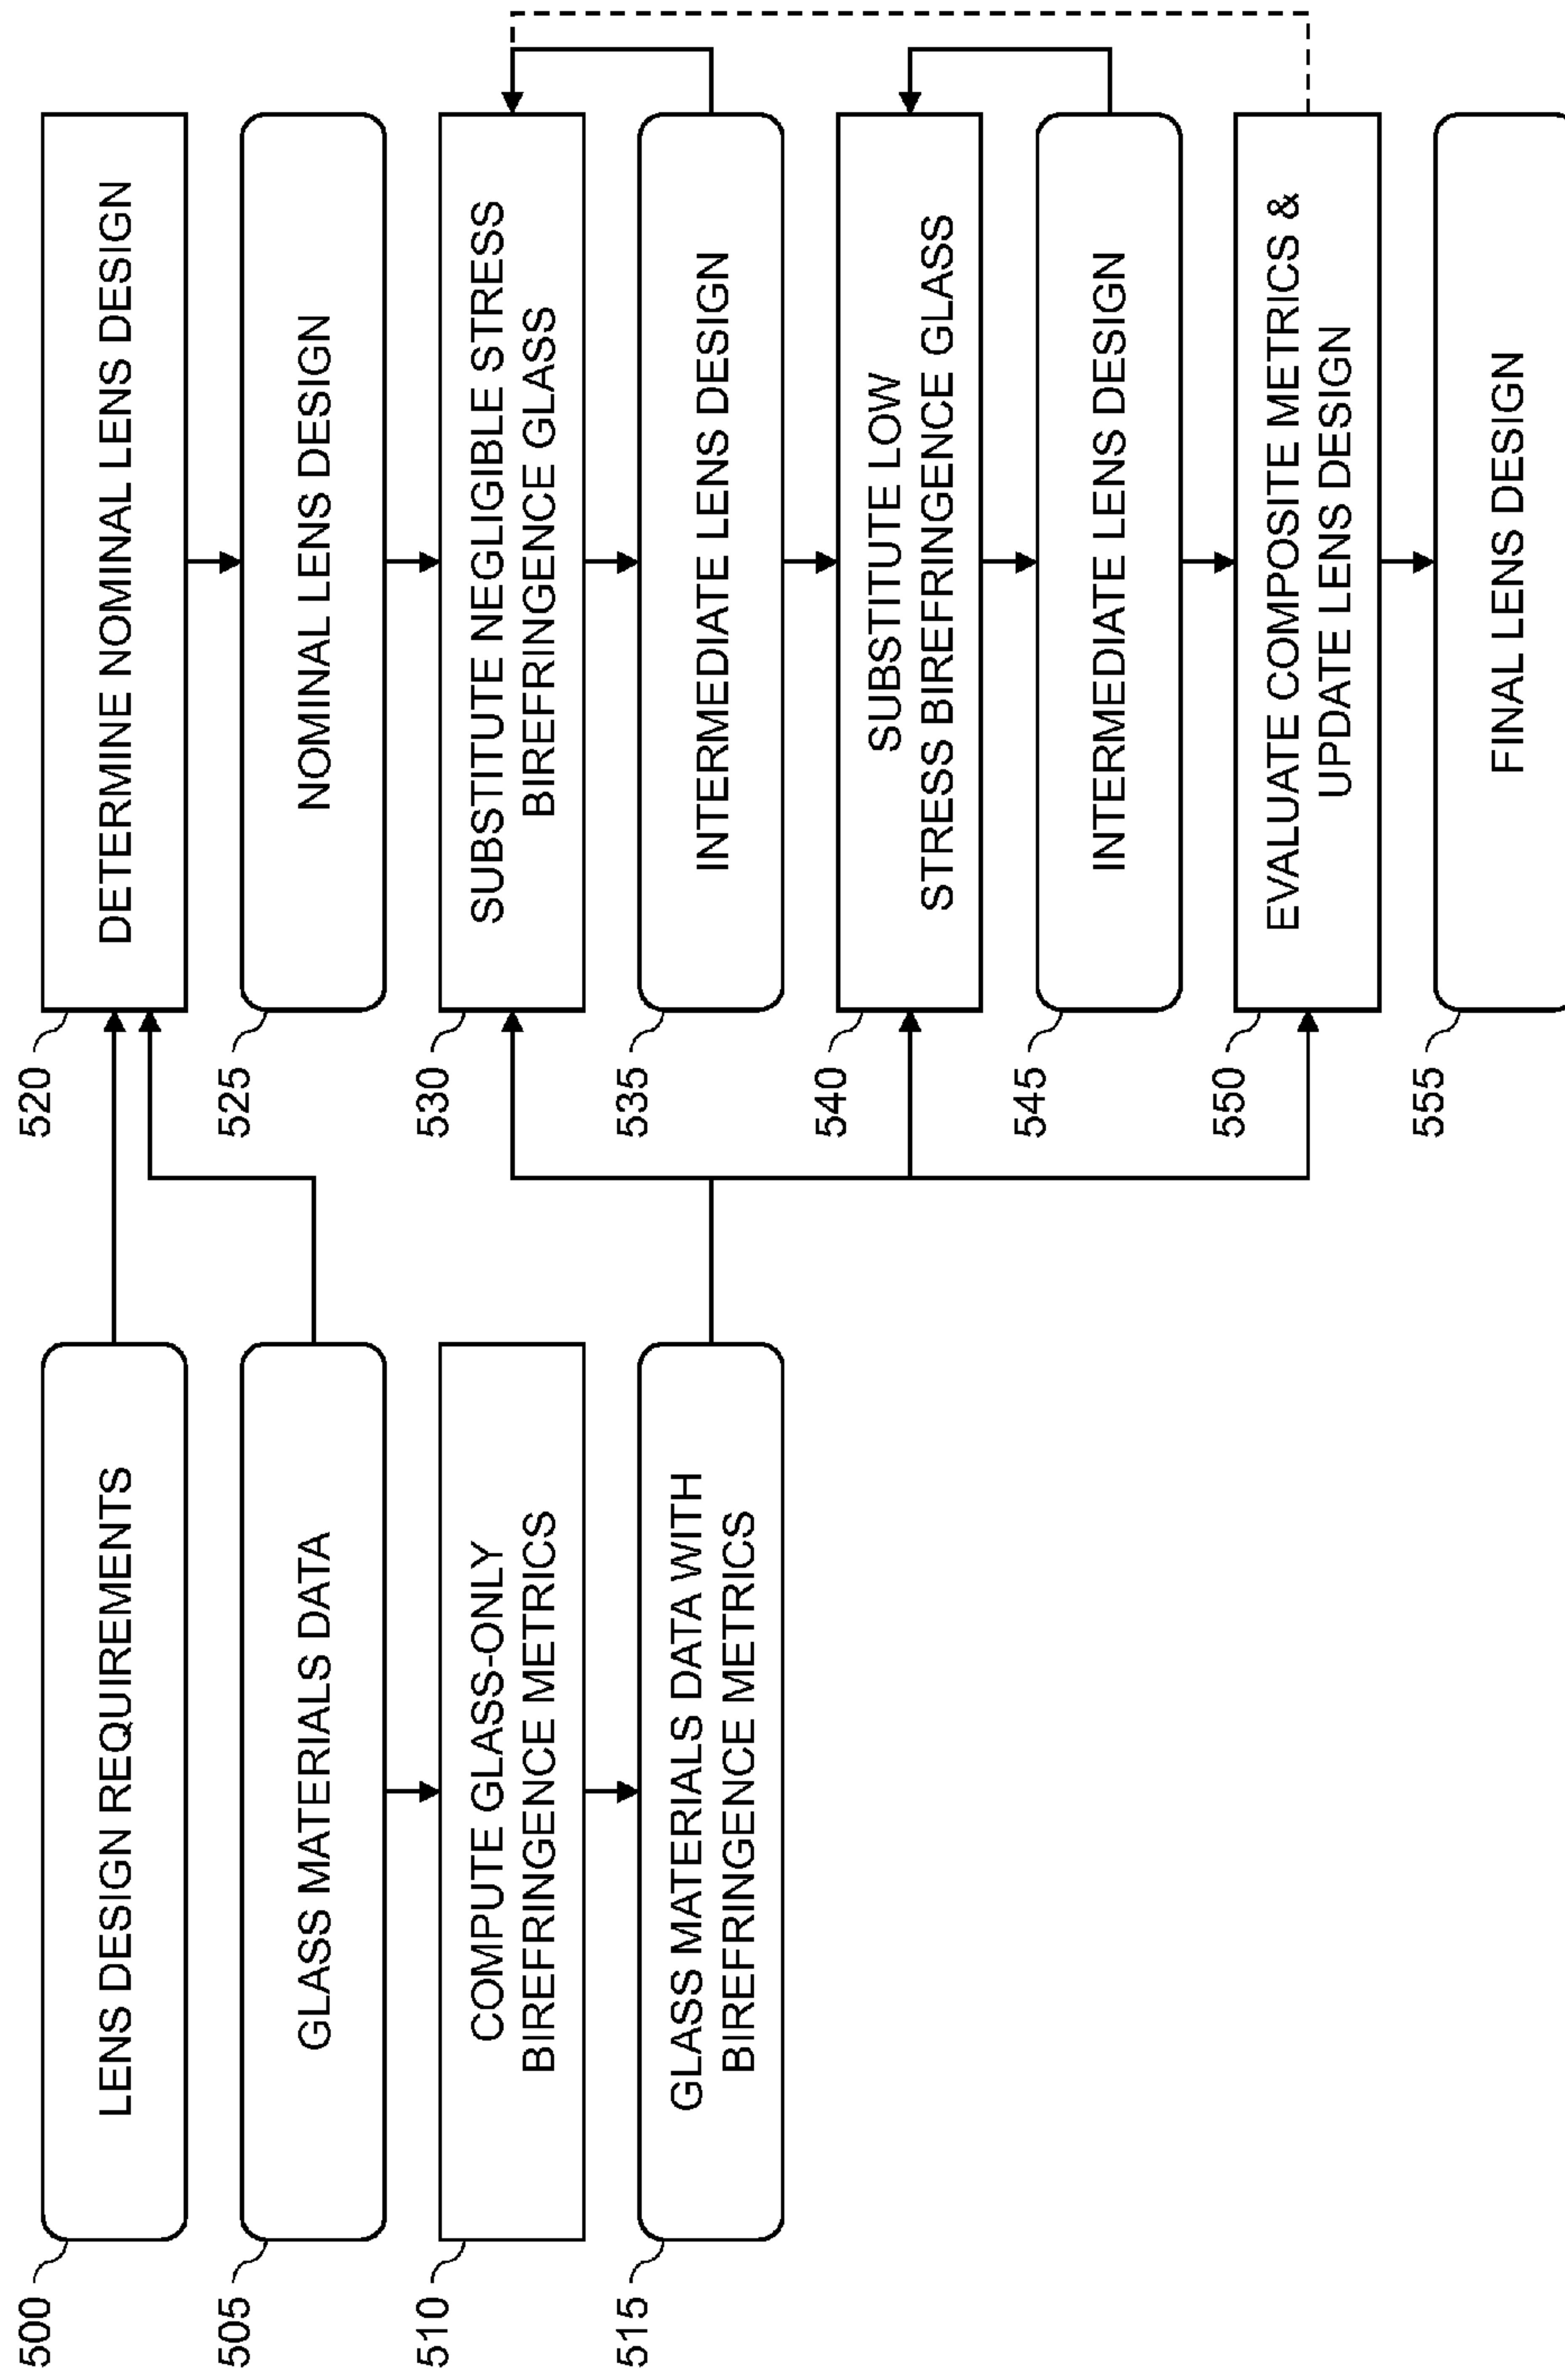 500
LENS DESIGN REQUIREMENTS
505
GLASS MATERIALS DATA
510
COMPUTE GLASS-ONLY
BIREFRINGENCE METRICS
515
GLASS MATERIALS DATA WITH
BIREFRINGENCE METRICS
520
DETERMINE NOMINAL LENS DESIGN
525
NOMINAL LENS DESIGN
530
SUBSTITUTE NEGLIGIBLE STRESS
BIREFRINGENCE GLASS
535
INTERMEDIATE LENS DESIGN
540
SUBSTITUTE LOW
STRESS BIREFRINGENCE GLASS
545
INTERMEDIATE LENS DESIGN
550
EVALUATE COMPOSITE METRICS &
UPDATE LENS DESIGN
555
FINAL LENS DESIGN